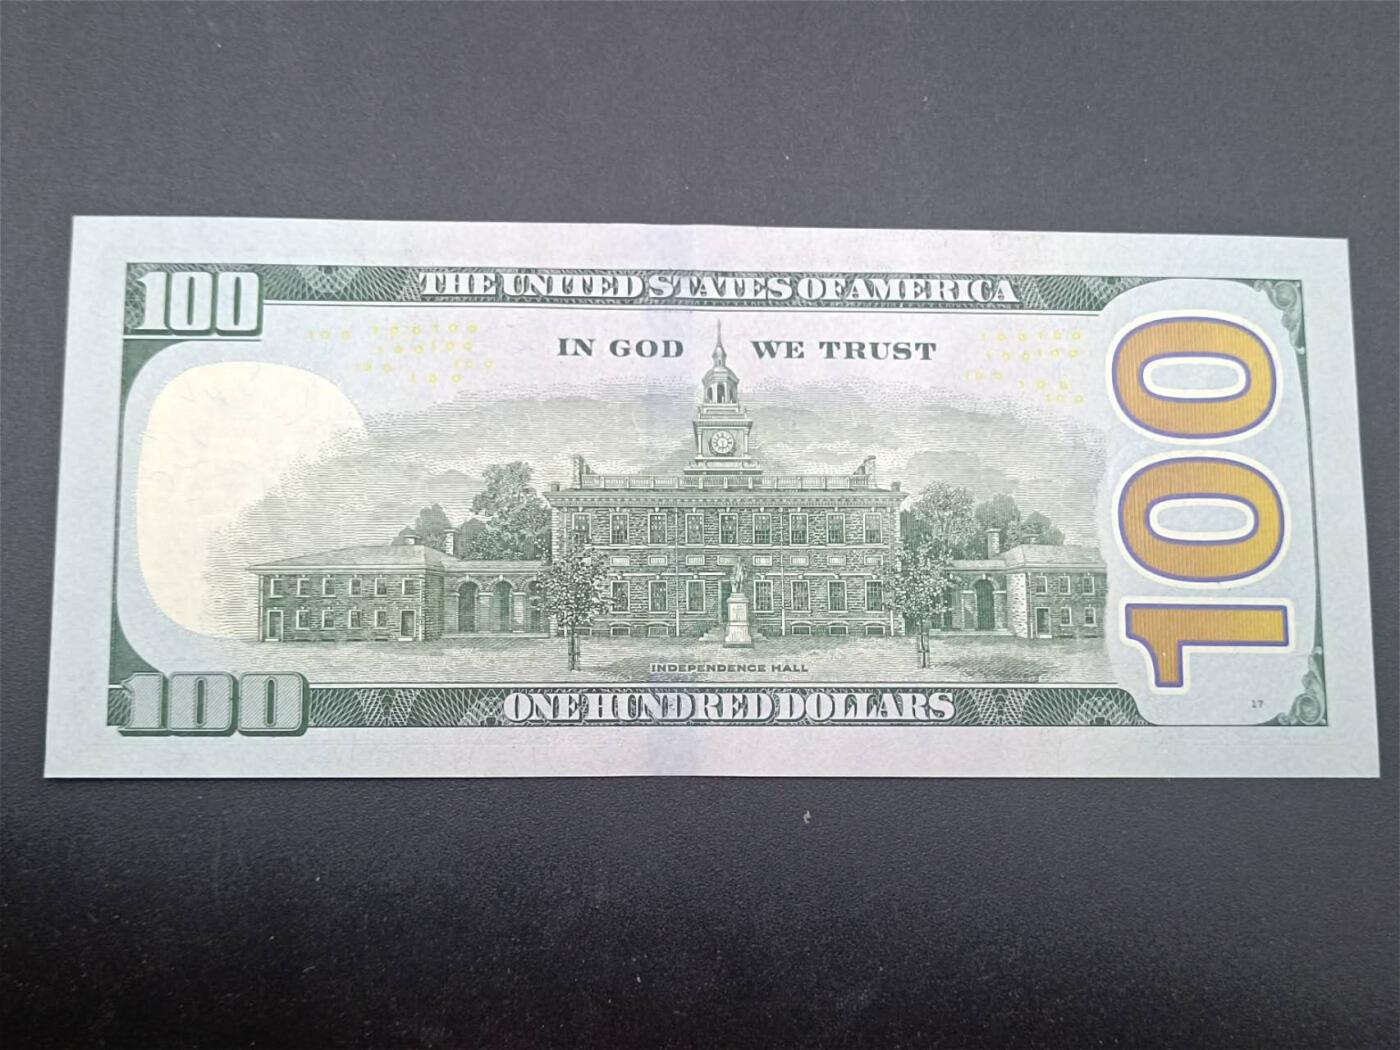 100
THE UNITED STATES OF AMERICA
IN GOD WE TRUST
100
INDEPENDENCE HALL
100
ONE HUNDRED DOLLARS
17